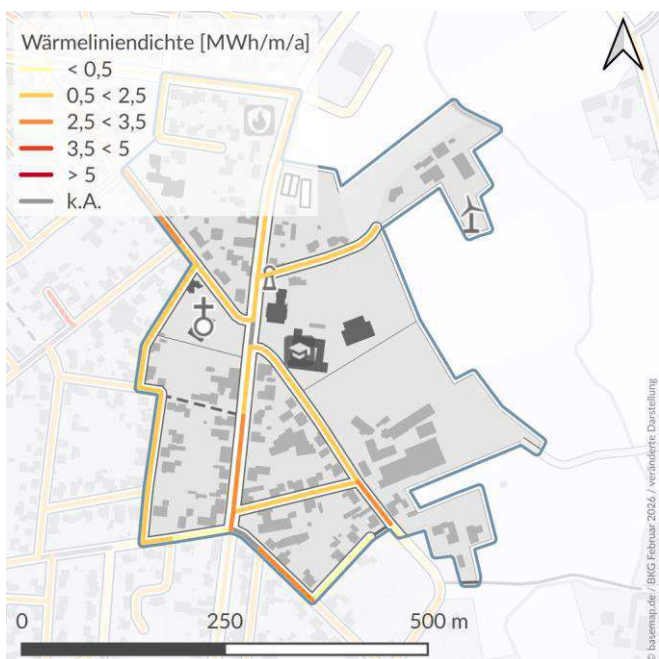 Wärmeliniendichte [MWh/m/a]
< 0,5
0,5 < 2,5
2,5 < 3,5
3,5 < 5
> 5
k.A.
© basemap.de / BKG Februar 2026 / veränderte Darstellung
0 250 500 m